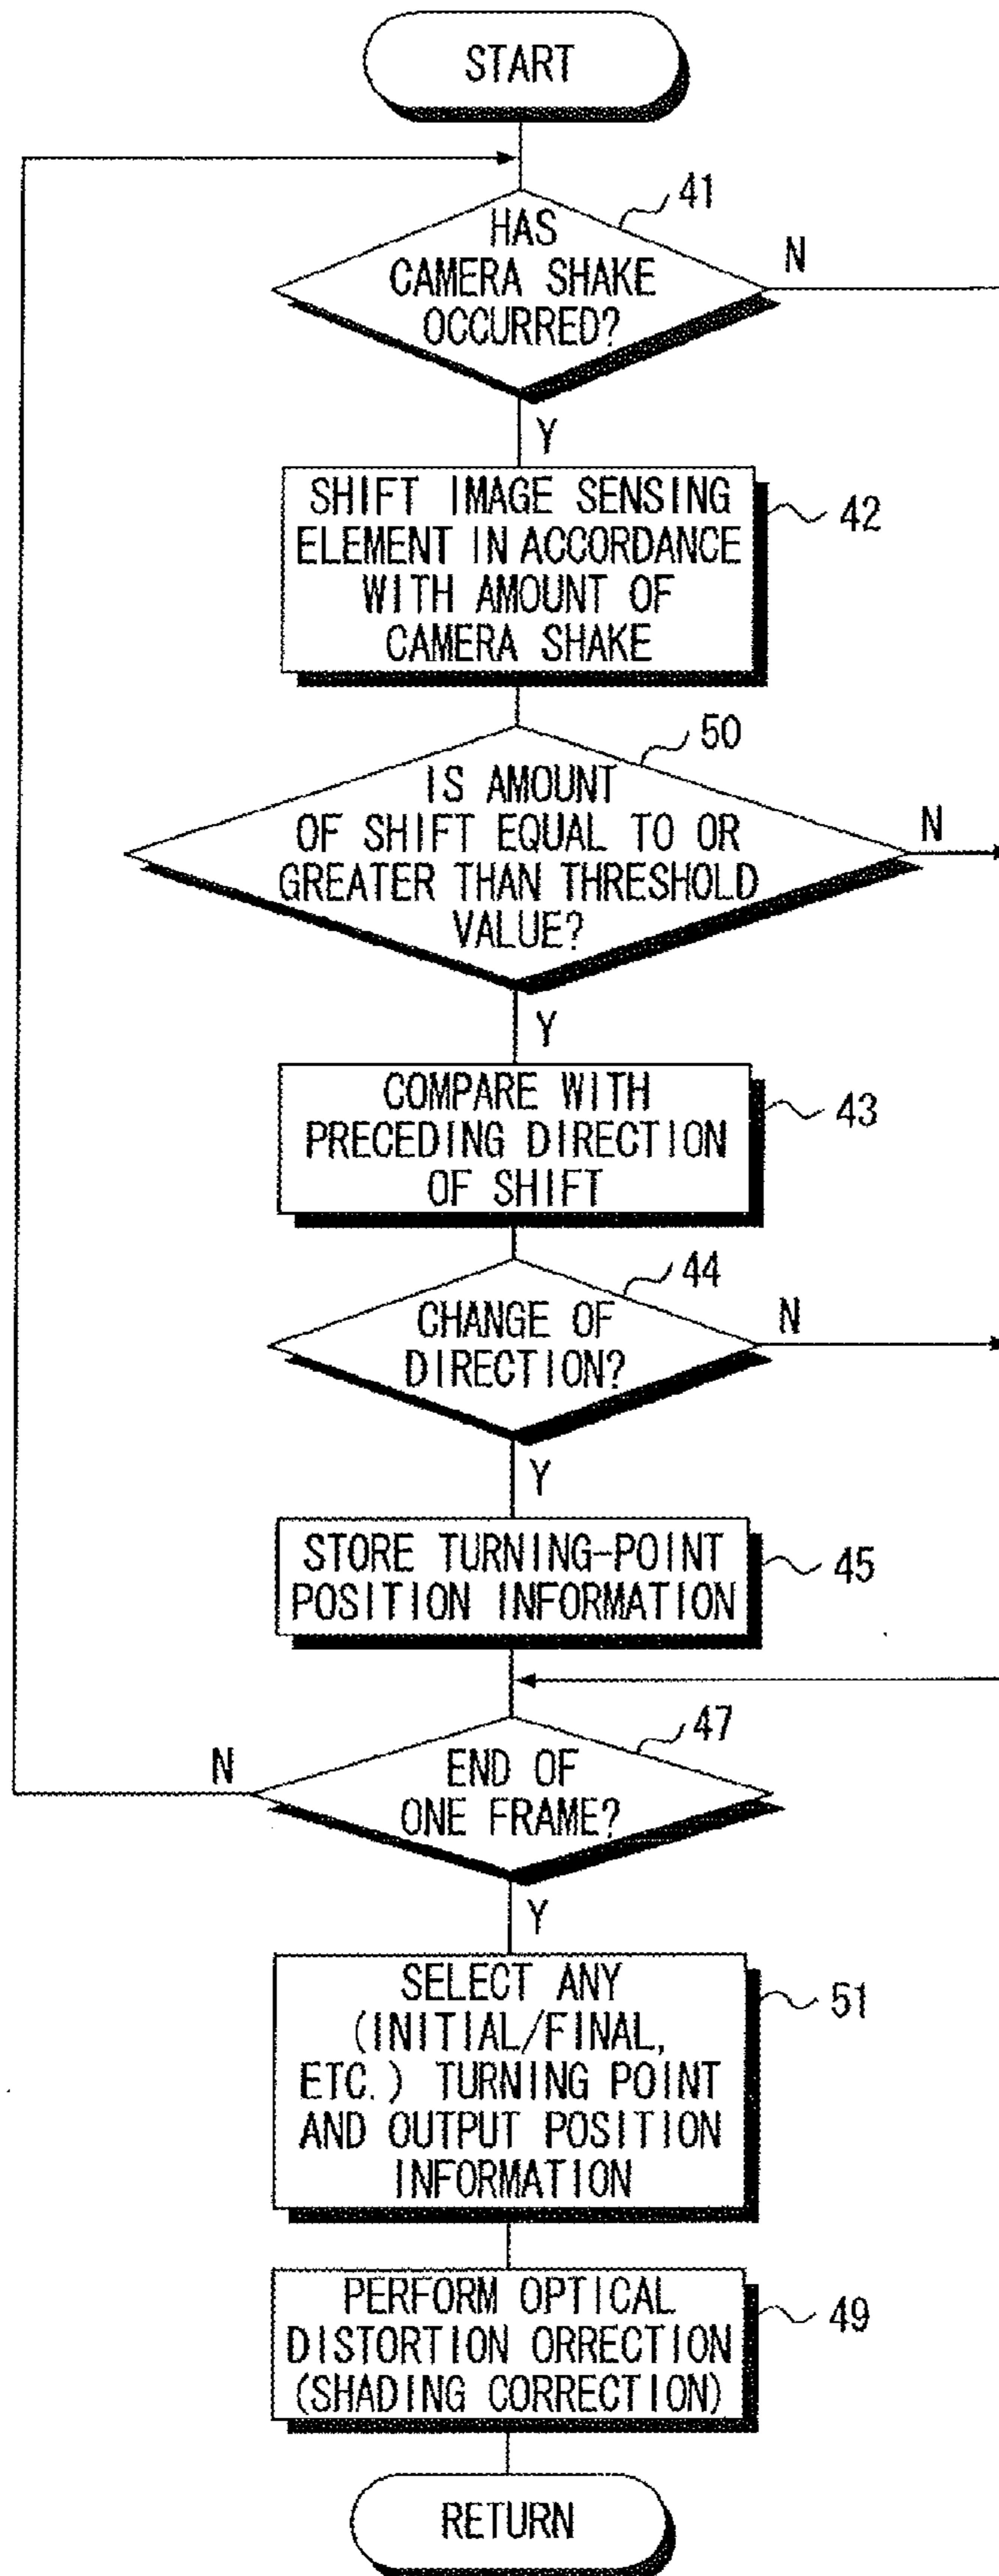 START
41
HAS
CAMERA SHAKE
OCCURRED?
N
Y
SHIFT IMAGE SENSING
ELEMENT IN ACCORDANCE
WITH AMOUNT OF
CAMERA SHAKE
42
50
IS AMOUNT
OF SHIFT EQUAL TO OR
GREATER THAN THRESHOLD
VALUE?
N
Y
COMPARE WITH
PRECEDING DIRECTION
OF SHIFT
43
44
CHANGE OF
DIRECTION?
N
Y
STORE TURNING-POINT
POSITION INFORMATION
45
47
N
END OF
ONE FRAME?
Y
SELECT ANY
(INITIAL/FINAL,
ETC.) TURNING POINT
AND OUTPUT POSITION
INFORMATION
51
PERFORM OPTICAL
DISTORTION ORRECTION
(SHADING CORRECTION)
49
RETURN